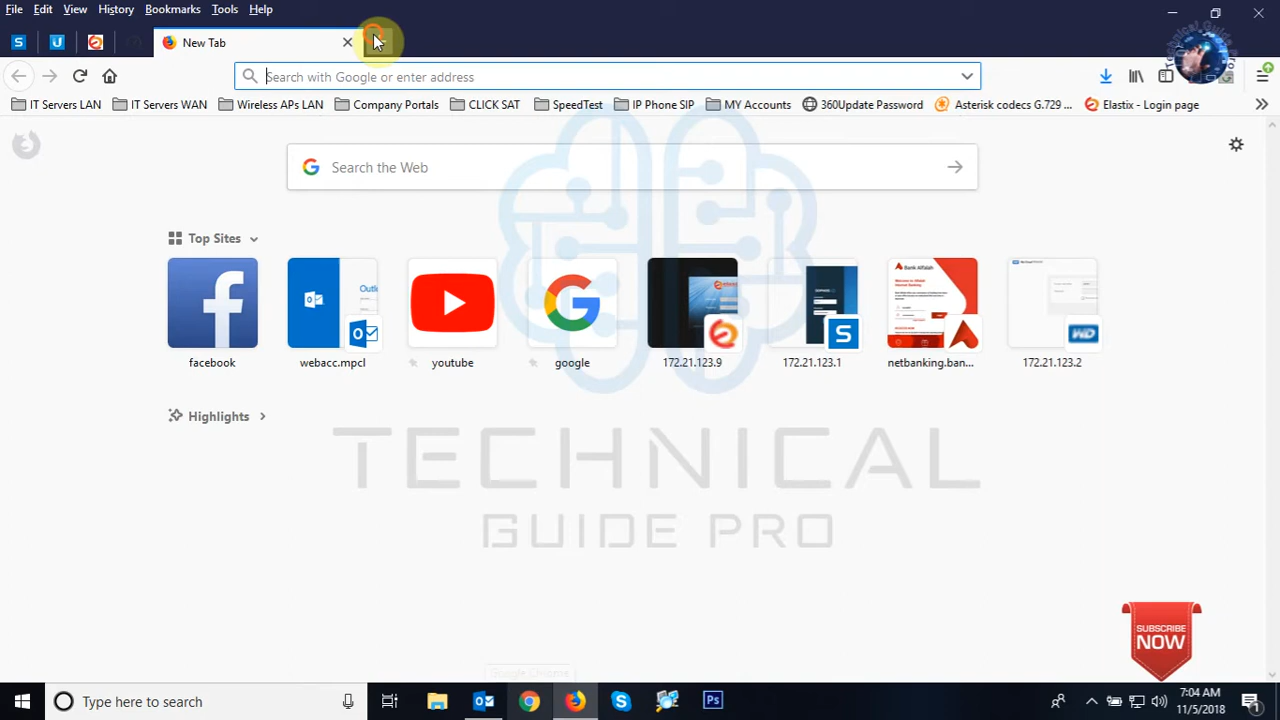 File Edit View History Bookmarks Tools Help
New Tab
Search with Google or enter address
IT Servers LAN IT Servers WAN Wireless APs LAN Company Portals CLICK SAT SpeedTest IP Phone SIP MY Accounts 360Update Password Asterisk codecs G.729 ... Elastix - Login page
Search the Web
Top Sites
facebook webacc.mpcl youtube google 172.21.123.9 172.21.123.1 netbanking.ban... 172.21.123.2
Highlights
TECHNICAL
GUIDE PRO
SUBSCRIBE
NOW
Google Chrome
Type here to search
7:04 AM
11/5/2018